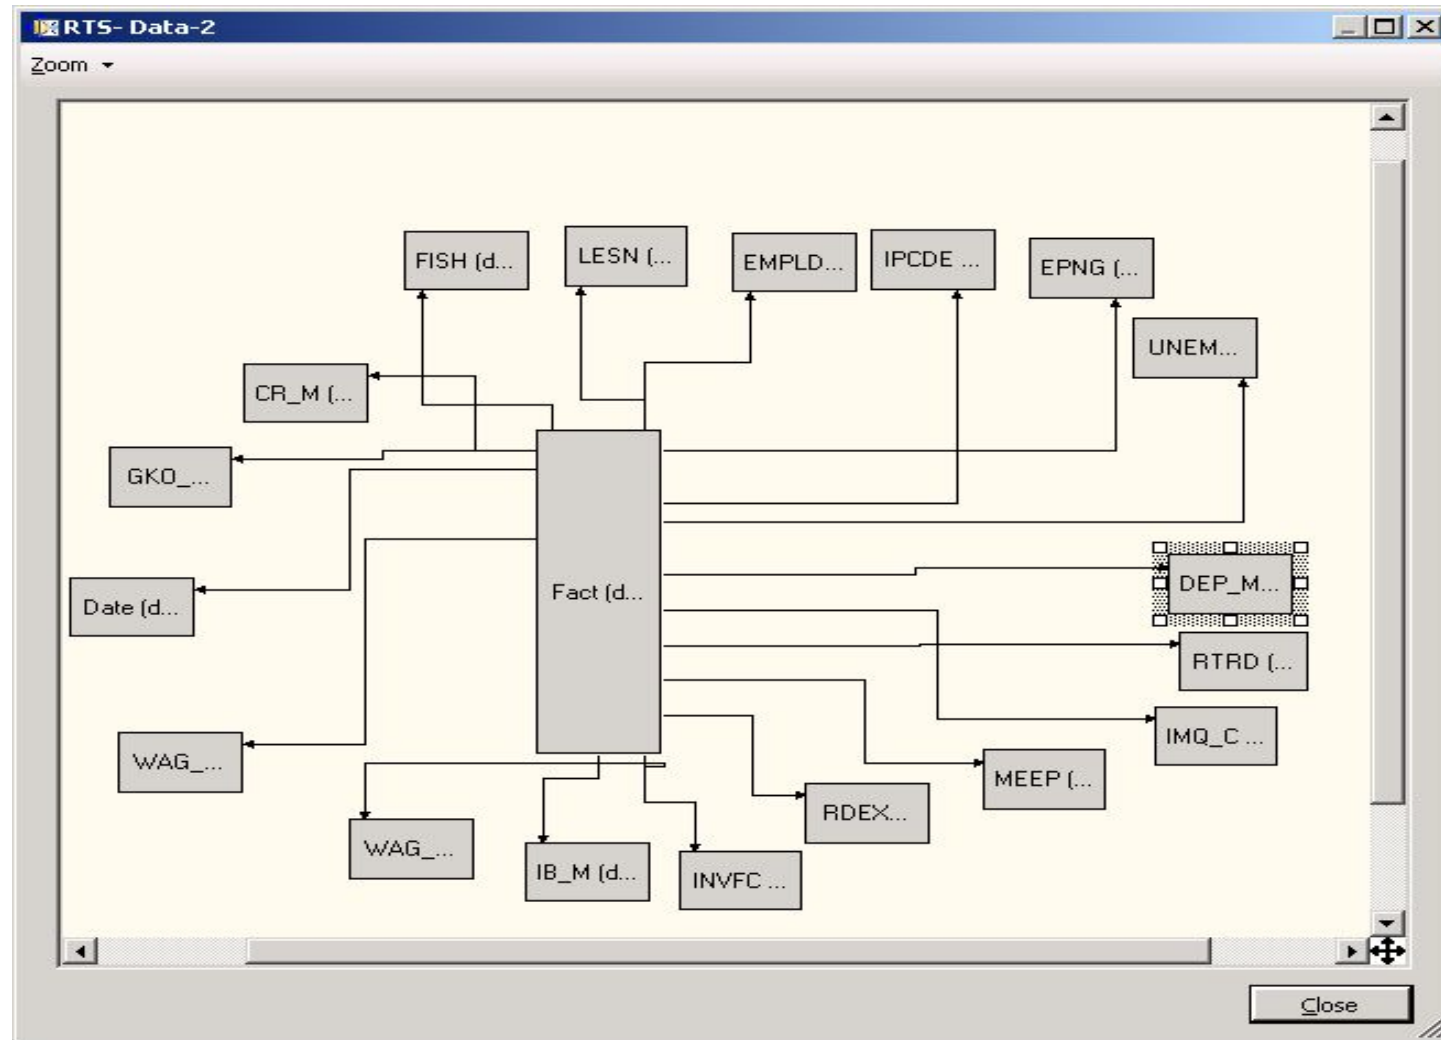 RTS- Data-2
Zoom
FISH (d...
LESN (...
EMPLD...
IPCDE ...
EPNG (...
UNEM...
CR_M (...
GKO_...
Date (d...
Fact (d...
DEP_M...
RTRD (...
IMQ_C ...
WAG_...
MEEP (...
RDEX...
WAG_...
IB_M (d...
INVFC ...
Close